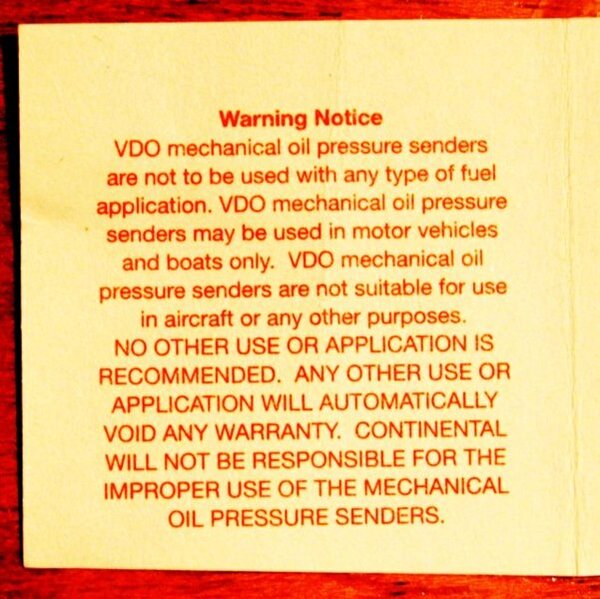 Warning Notice
VDO mechanical oil pressure senders
are not to be used with any type of fuel
application. VDO mechanical oil pressure
senders may be used in motor vehicles
and boats only. VDO mechanical oil
pressure senders are not suitable for use
in aircraft or any other purposes.
NO OTHER USE OR APPLICATION IS
RECOMMENDED. ANY OTHER USE OR
APPLICATION WILL AUTOMATICALLY
VOID ANY WARRANTY. CONTINENTAL
WILL NOT BE RESPONSIBLE FOR THE
IMPROPER USE OF THE MECHANICAL
OIL PRESSURE SENDERS.